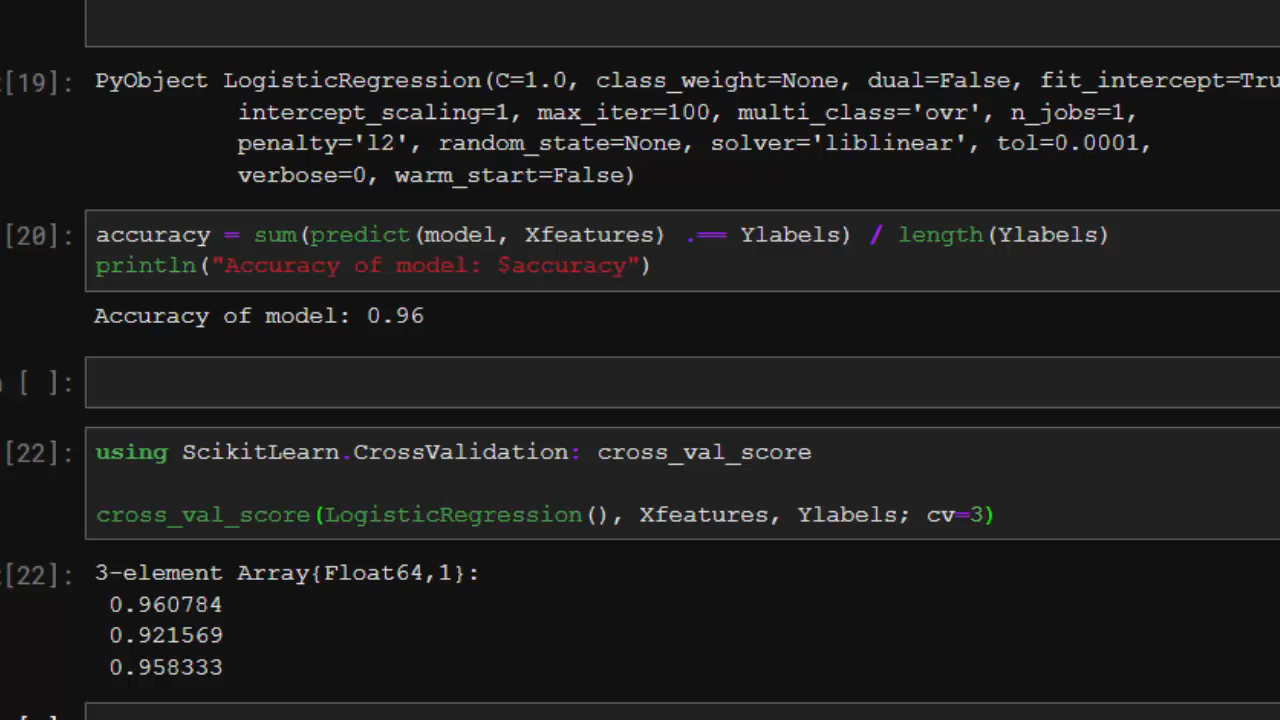 [19]: PyObject LogisticRegression(C=1.0, class_weight=None, dual=False, fit_intercept=Tru
intercept_scaling=1, max_iter=100, multi_class='ovr', n_jobs=1,
penalty='l2', random_state=None, solver='liblinear', tol=0.0001,
verbose=0, warm_start=False)
[20]: accuracy = sum(predict(model, Xfeatures) .== Ylabels) / length(Ylabels)
println("Accuracy of model: $accuracy")
Accuracy of model: 0.96
[ ]:
[22]: using ScikitLearn.CrossValidation: cross_val_score
cross_val_score(LogisticRegression(), Xfeatures, Ylabels; cv=3)
[22]: 3-element Array{Float64,1}:
0.960784
0.921569
0.958333